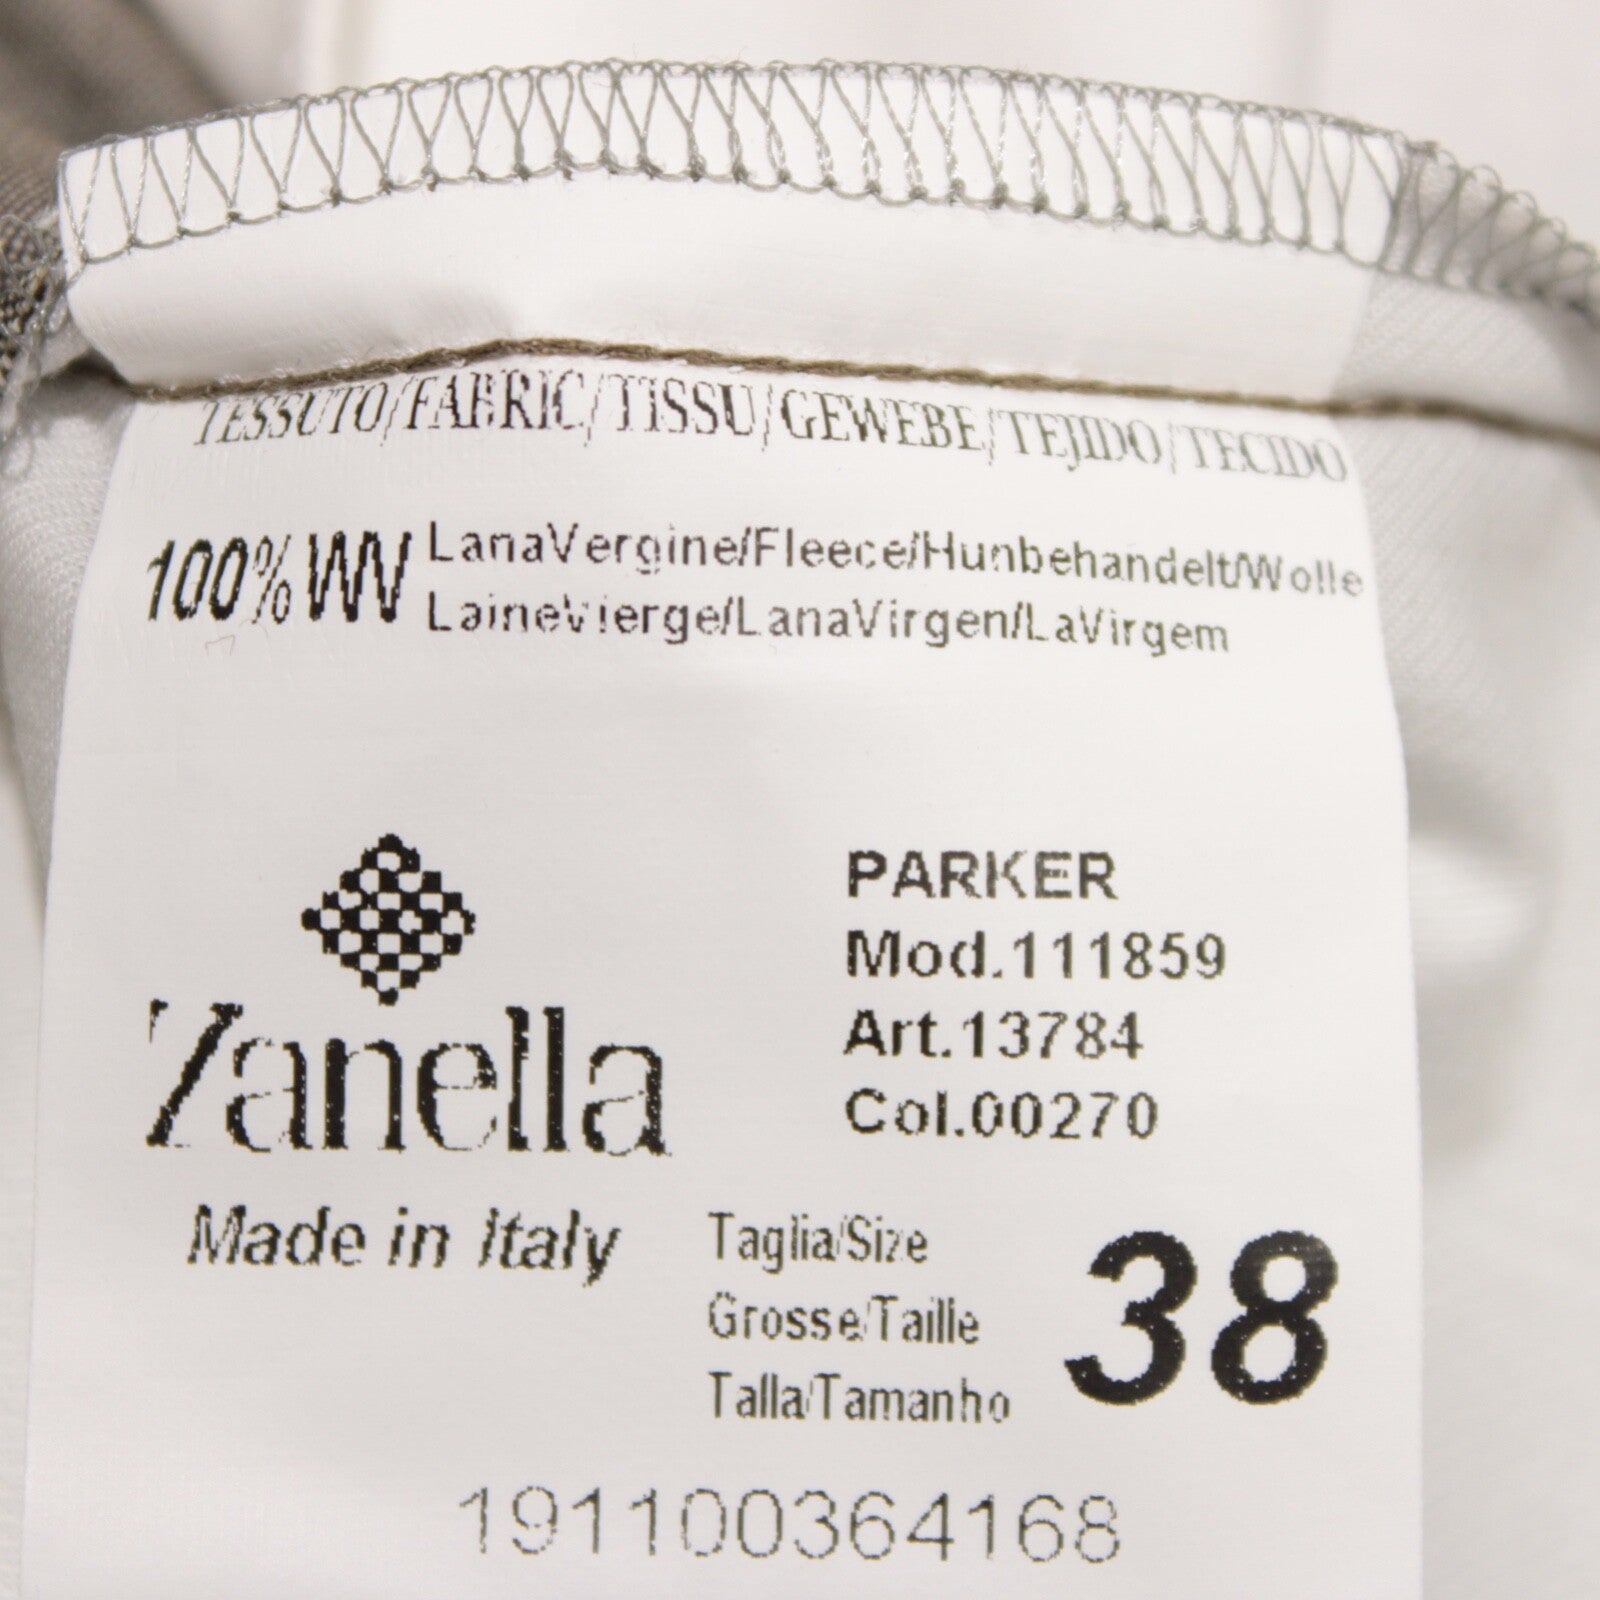 TESSUTO/FABRIC/TISSU/GEWEBE/TEJIDO/TECIDO
100% WV
LanaVergine/Fleece/Hunbehandelt/Wolle
LaineVierge/LanaVirgen/LaVirgem
PARKER
Mod.111859
Art.13784
Col.00270
Zanella
Made in Italy
Taglia/Size
Grosse/Taille
Talla/Tamanho
38
191100364168